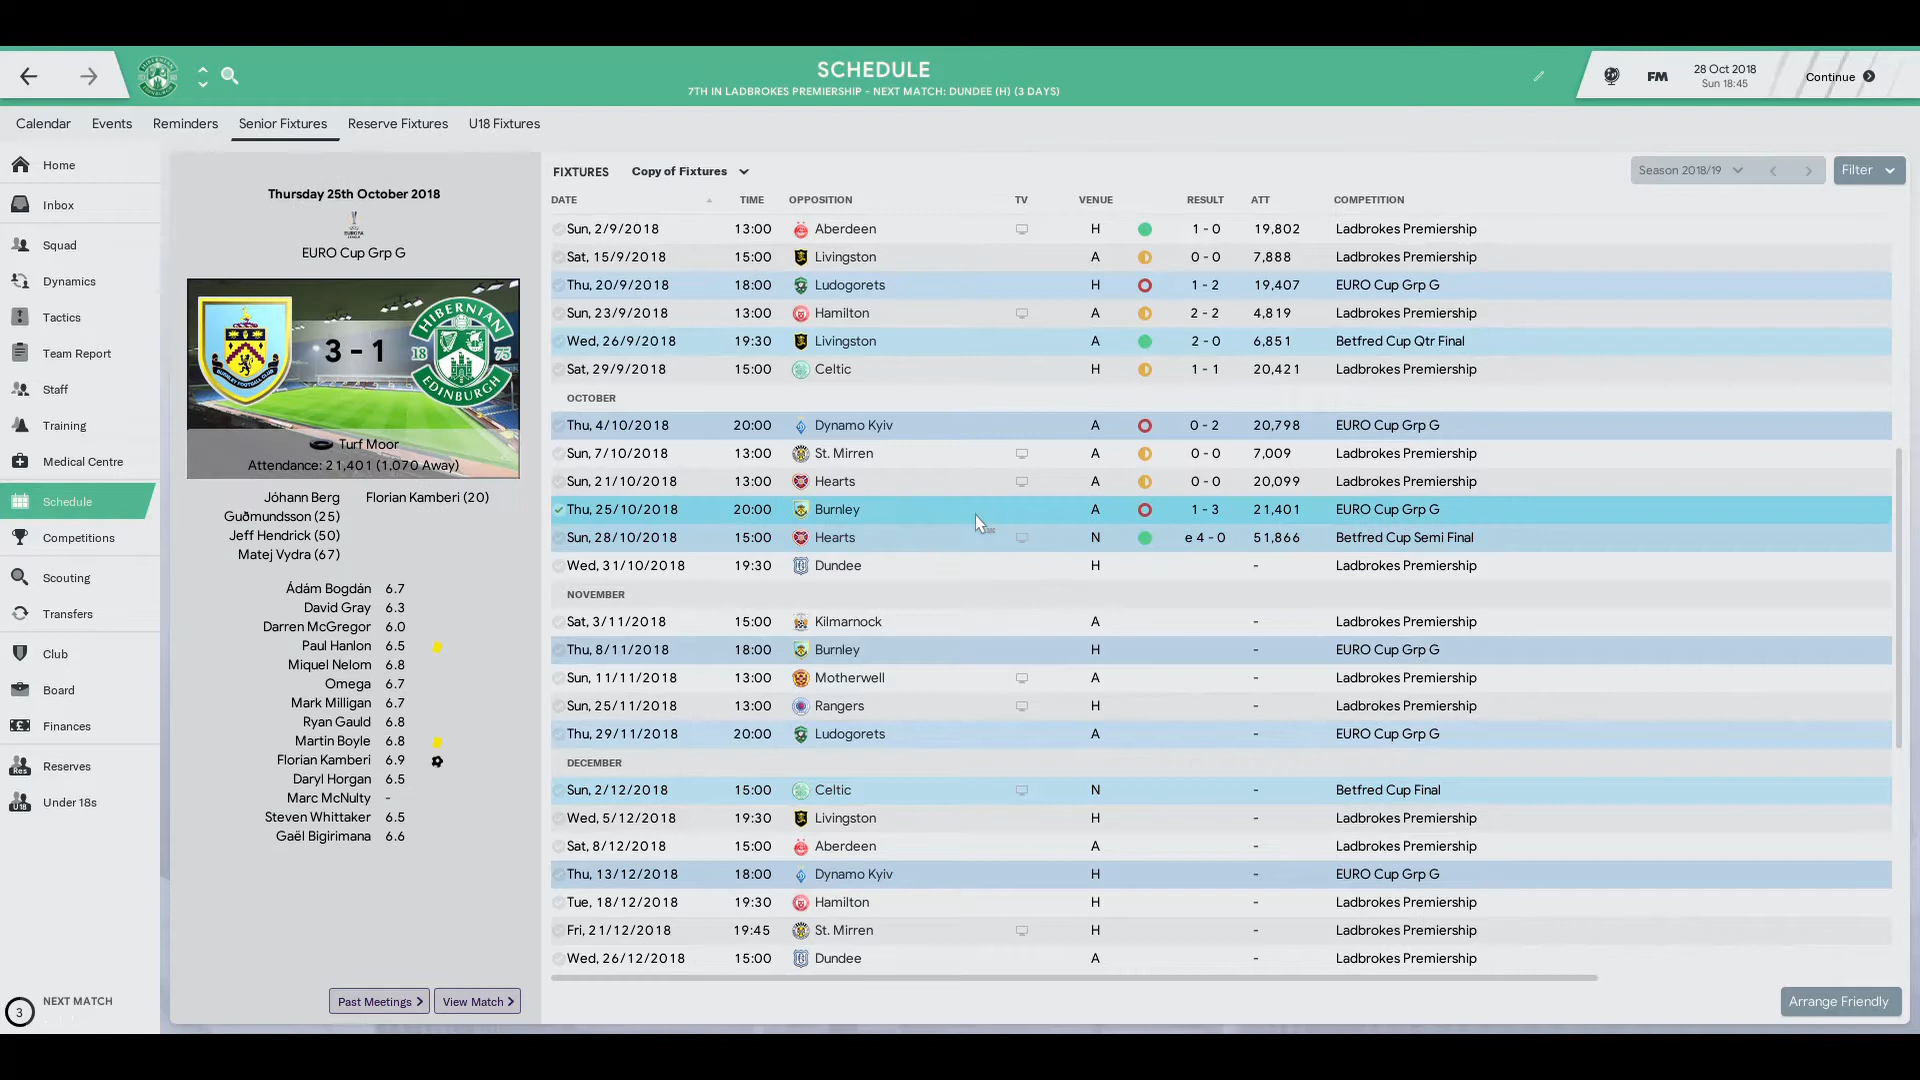 SCHEDULE
7TH IN LADBROKES PREMIERSHIP - NEXT MATCH: DUNDEE (H) (3 DAYS)
FM
28 Oct 2018
Sun 18:45
Continue
Calendar Events Reminders Senior Fixtures Reserve Fixtures U18 Fixtures
Home
Inbox
Squad
Dynamics
Tactics
Team Report
Staff
Training
Medical Centre
Schedule
Competitions
Scouting
Transfers
Club
Board
Finances
Reserves
Under 18s
NEXT MATCH
3
Thursday 25th October 2018
EUROPA
LEAGUE
EURO Cup Grp G
BURNLEY FOOTBALL CLUB
3 - 1
HIBERNIAN
18 75
EDINBURGH
Turf Moor
Attendance: 21,401 (1,070 Away)
Jóhann Berg Florian Kamberi (20)
Guðmundsson (25)
Jeff Hendrick (50)
Matej Vydra (67)
Ádám Bogdán 6.7
David Gray 6.3
Darren McGregor 6.0
Paul Hanlon 6.5
Miquel Nelom 6.8
Omega 6.7
Mark Milligan 6.7
Ryan Gauld 6.8
Martin Boyle 6.8
Florian Kamberi 6.9
Daryl Horgan 6.5
Marc McNulty -
Steven Whittaker 6.5
Gaël Bigirimana 6.6
Past Meetings View Match
FIXTURES Copy of Fixtures Season 2018/19 Filter
DATE TIME OPPOSITION TV VENUE RESULT ATT COMPETITION
Sun, 2/9/2018 13:00 Aberdeen H 1 - 0 19,802 Ladbrokes Premiership
Sat, 15/9/2018 15:00 Livingston A 0 - 0 7,888 Ladbrokes Premiership
Thu, 20/9/2018 18:00 Ludogorets H 1 - 2 19,407 EURO Cup Grp G
Sun, 23/9/2018 13:00 Hamilton A 2 - 2 4,819 Ladbrokes Premiership
Wed, 26/9/2018 19:30 Livingston A 2 - 0 6,851 Betfred Cup Qtr Final
Sat, 29/9/2018 15:00 Celtic H 1 - 1 20,421 Ladbrokes Premiership
OCTOBER
Thu, 4/10/2018 20:00 Dynamo Kyiv A 0 - 2 20,798 EURO Cup Grp G
Sun, 7/10/2018 13:00 St. Mirren A 0 - 0 7,009 Ladbrokes Premiership
Sun, 21/10/2018 13:00 Hearts A 0 - 0 20,099 Ladbrokes Premiership
Thu, 25/10/2018 20:00 Burnley A 1 - 3 21,401 EURO Cup Grp G
Sun, 28/10/2018 15:00 Hearts N e 4 - 0 51,866 Betfred Cup Semi Final
Wed, 31/10/2018 19:30 Dundee H - Ladbrokes Premiership
NOVEMBER
Sat, 3/11/2018 15:00 Kilmarnock A - Ladbrokes Premiership
Thu, 8/11/2018 18:00 Burnley H - EURO Cup Grp G
Sun, 11/11/2018 13:00 Motherwell A - Ladbrokes Premiership
Sun, 25/11/2018 13:00 Rangers H - Ladbrokes Premiership
Thu, 29/11/2018 20:00 Ludogorets A - EURO Cup Grp G
DECEMBER
Sun, 2/12/2018 15:00 Celtic N - Betfred Cup Final
Wed, 5/12/2018 19:30 Livingston H - Ladbrokes Premiership
Sat, 8/12/2018 15:00 Aberdeen A - Ladbrokes Premiership
Thu, 13/12/2018 18:00 Dynamo Kyiv H - EURO Cup Grp G
Tue, 18/12/2018 19:30 Hamilton H - Ladbrokes Premiership
Fri, 21/12/2018 19:45 St. Mirren H - Ladbrokes Premiership
Wed, 26/12/2018 15:00 Dundee A - Ladbrokes Premiership
Arrange Friendly